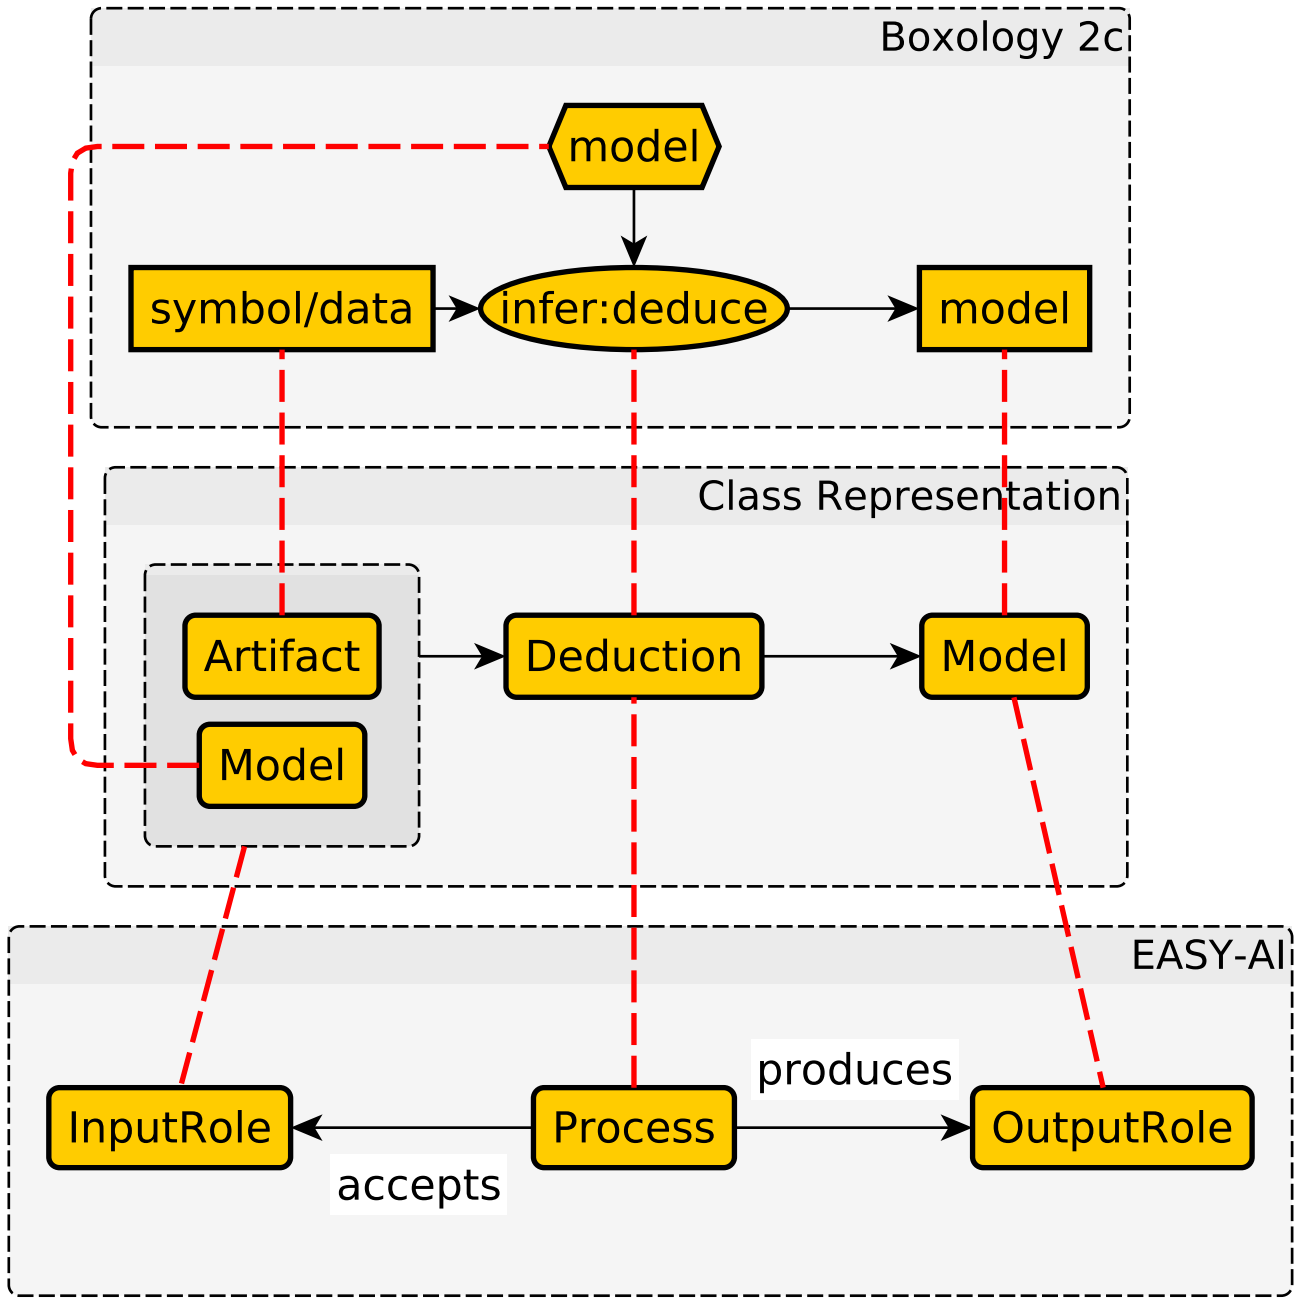 Boxology 2c
model
symbol/data
infer:deduce
model
Class Representation
Artifact
Deduction
Model
Model
EASY-AI
produces
InputRole
Process
OutputRole
accepts